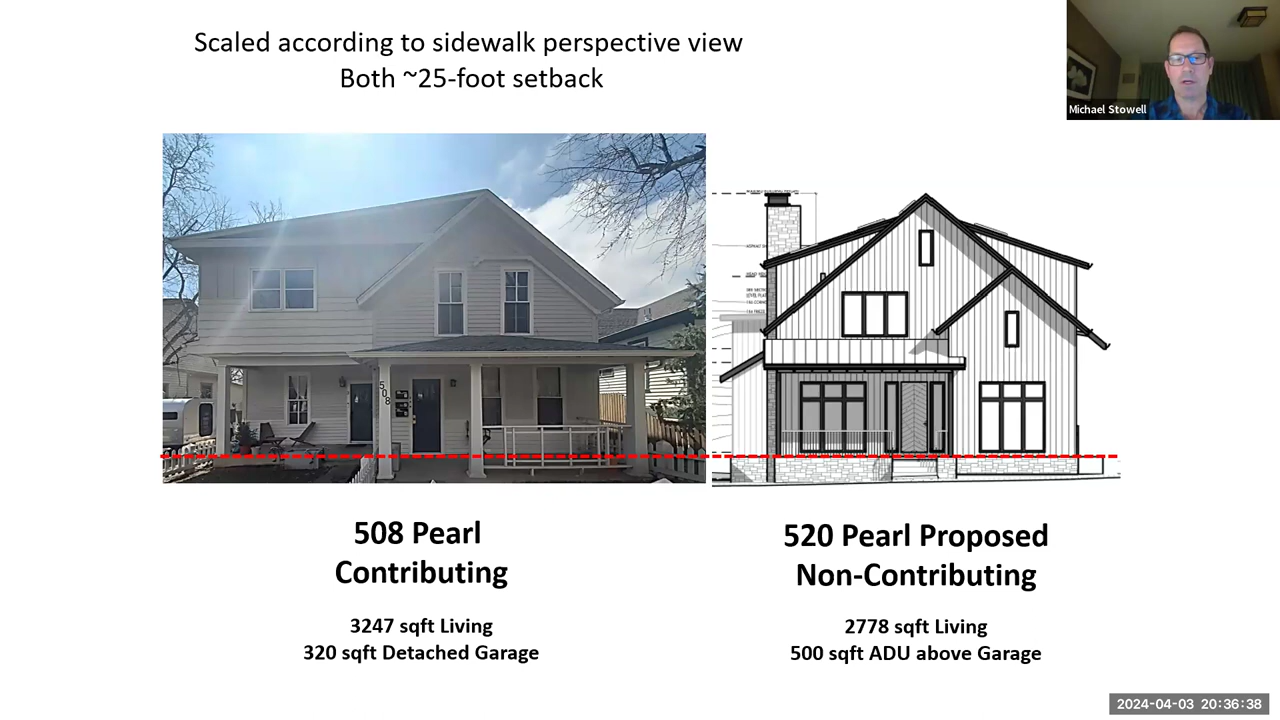 Scaled according to sidewalk perspective view
Both ~25-foot setback
Michael Stowell
508
508 Pearl
Contributing
3247 sqft Living
320 sqft Detached Garage
520 Pearl Proposed
Non-Contributing
2778 sqft Living
500 sqft ADU above Garage
2024-04-03 20:36:38